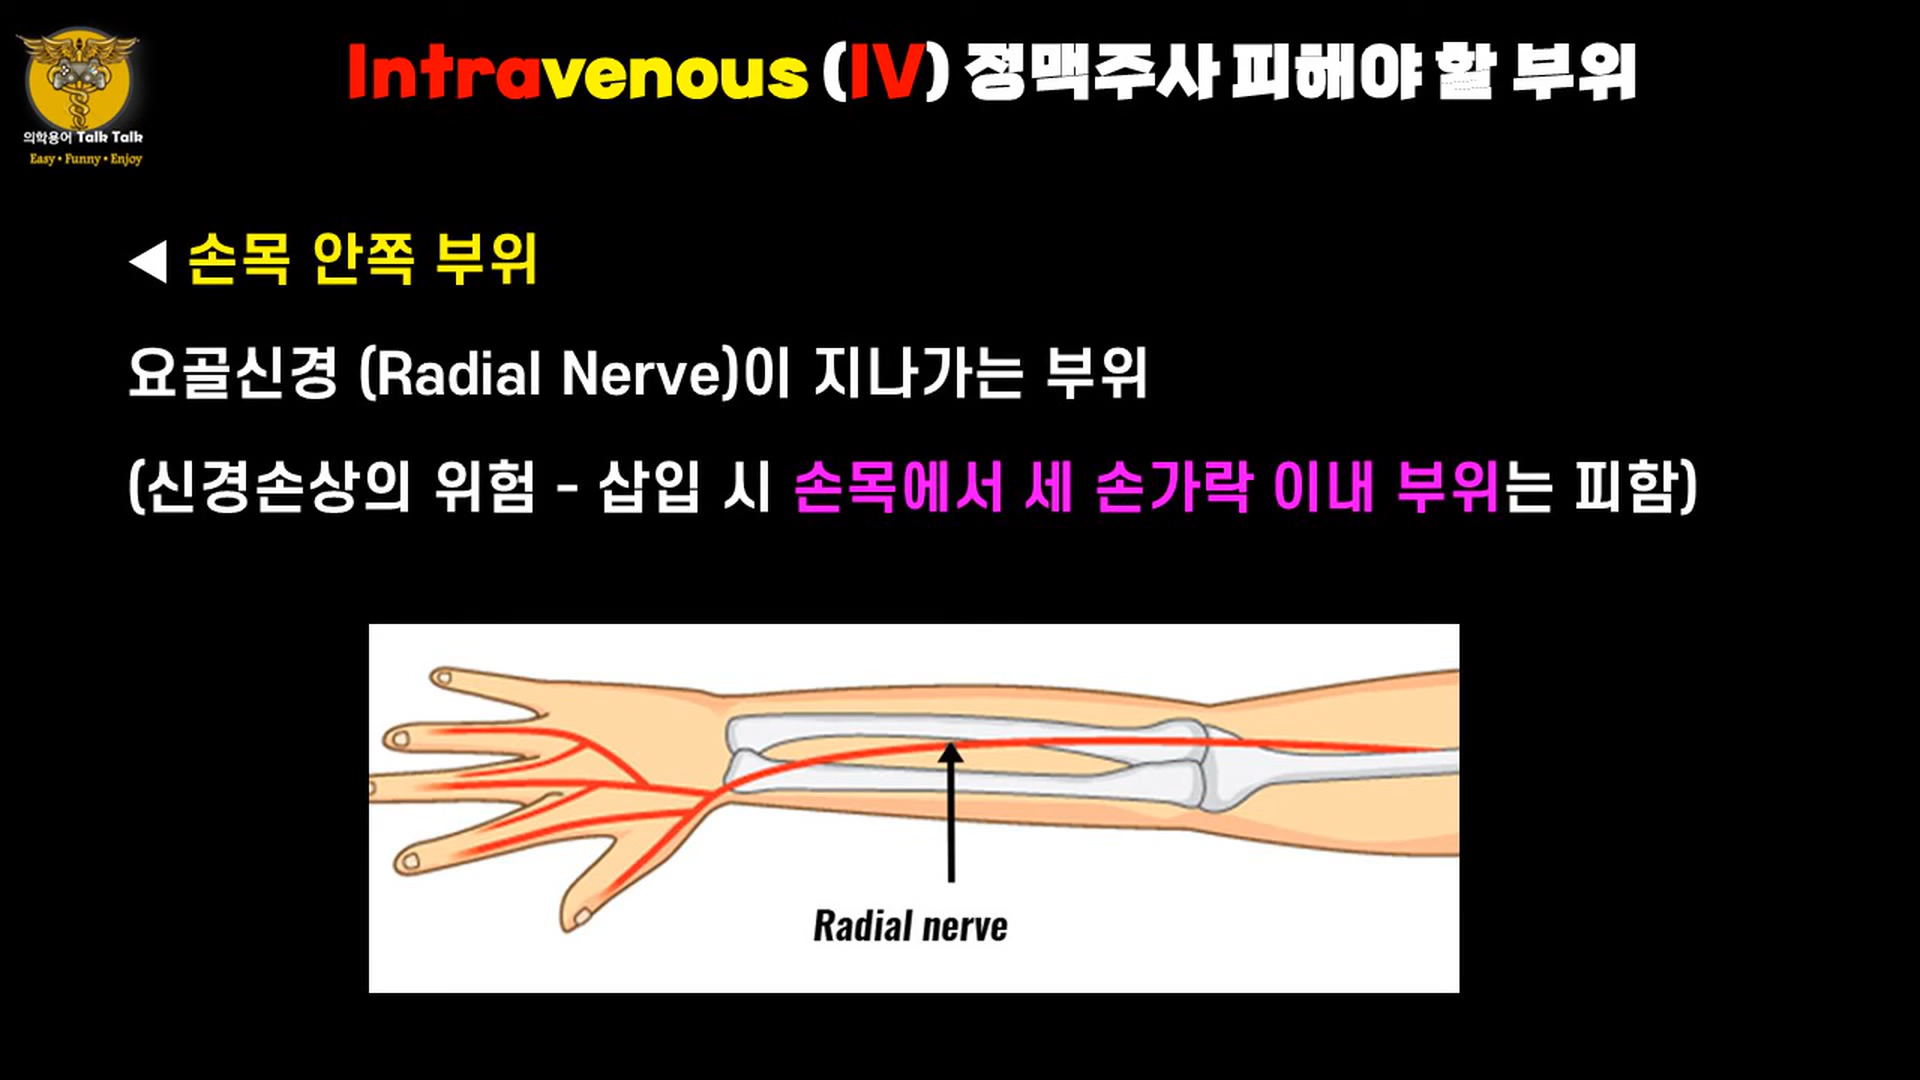 Intravenous (IV) 정맥주사 피해야 할 부위
의학용어 Talk Talk
Easy • Funny • Enjoy
◀ 손목 안쪽 부위
요골신경 (Radial Nerve)이 지나가는 부위
(신경손상의 위험 - 삽입 시 손목에서 세 손가락 이내 부위는 피함)
Radial nerve